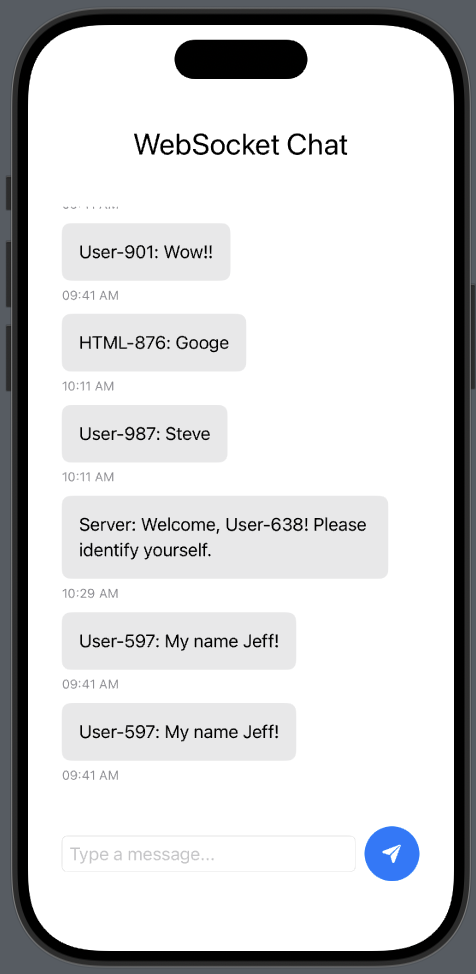 WebSocket Chat
User-901: Wow!!
09:41 AM
HTML-876: Googe
10:11 AM
User-987: Steve
10:11 AM
Server: Welcome, User-638! Please
identify yourself.
10:29 AM
User-597: My name Jeff!
09:41 AM
User-597: My name Jeff!
09:41 AM
Type a message...